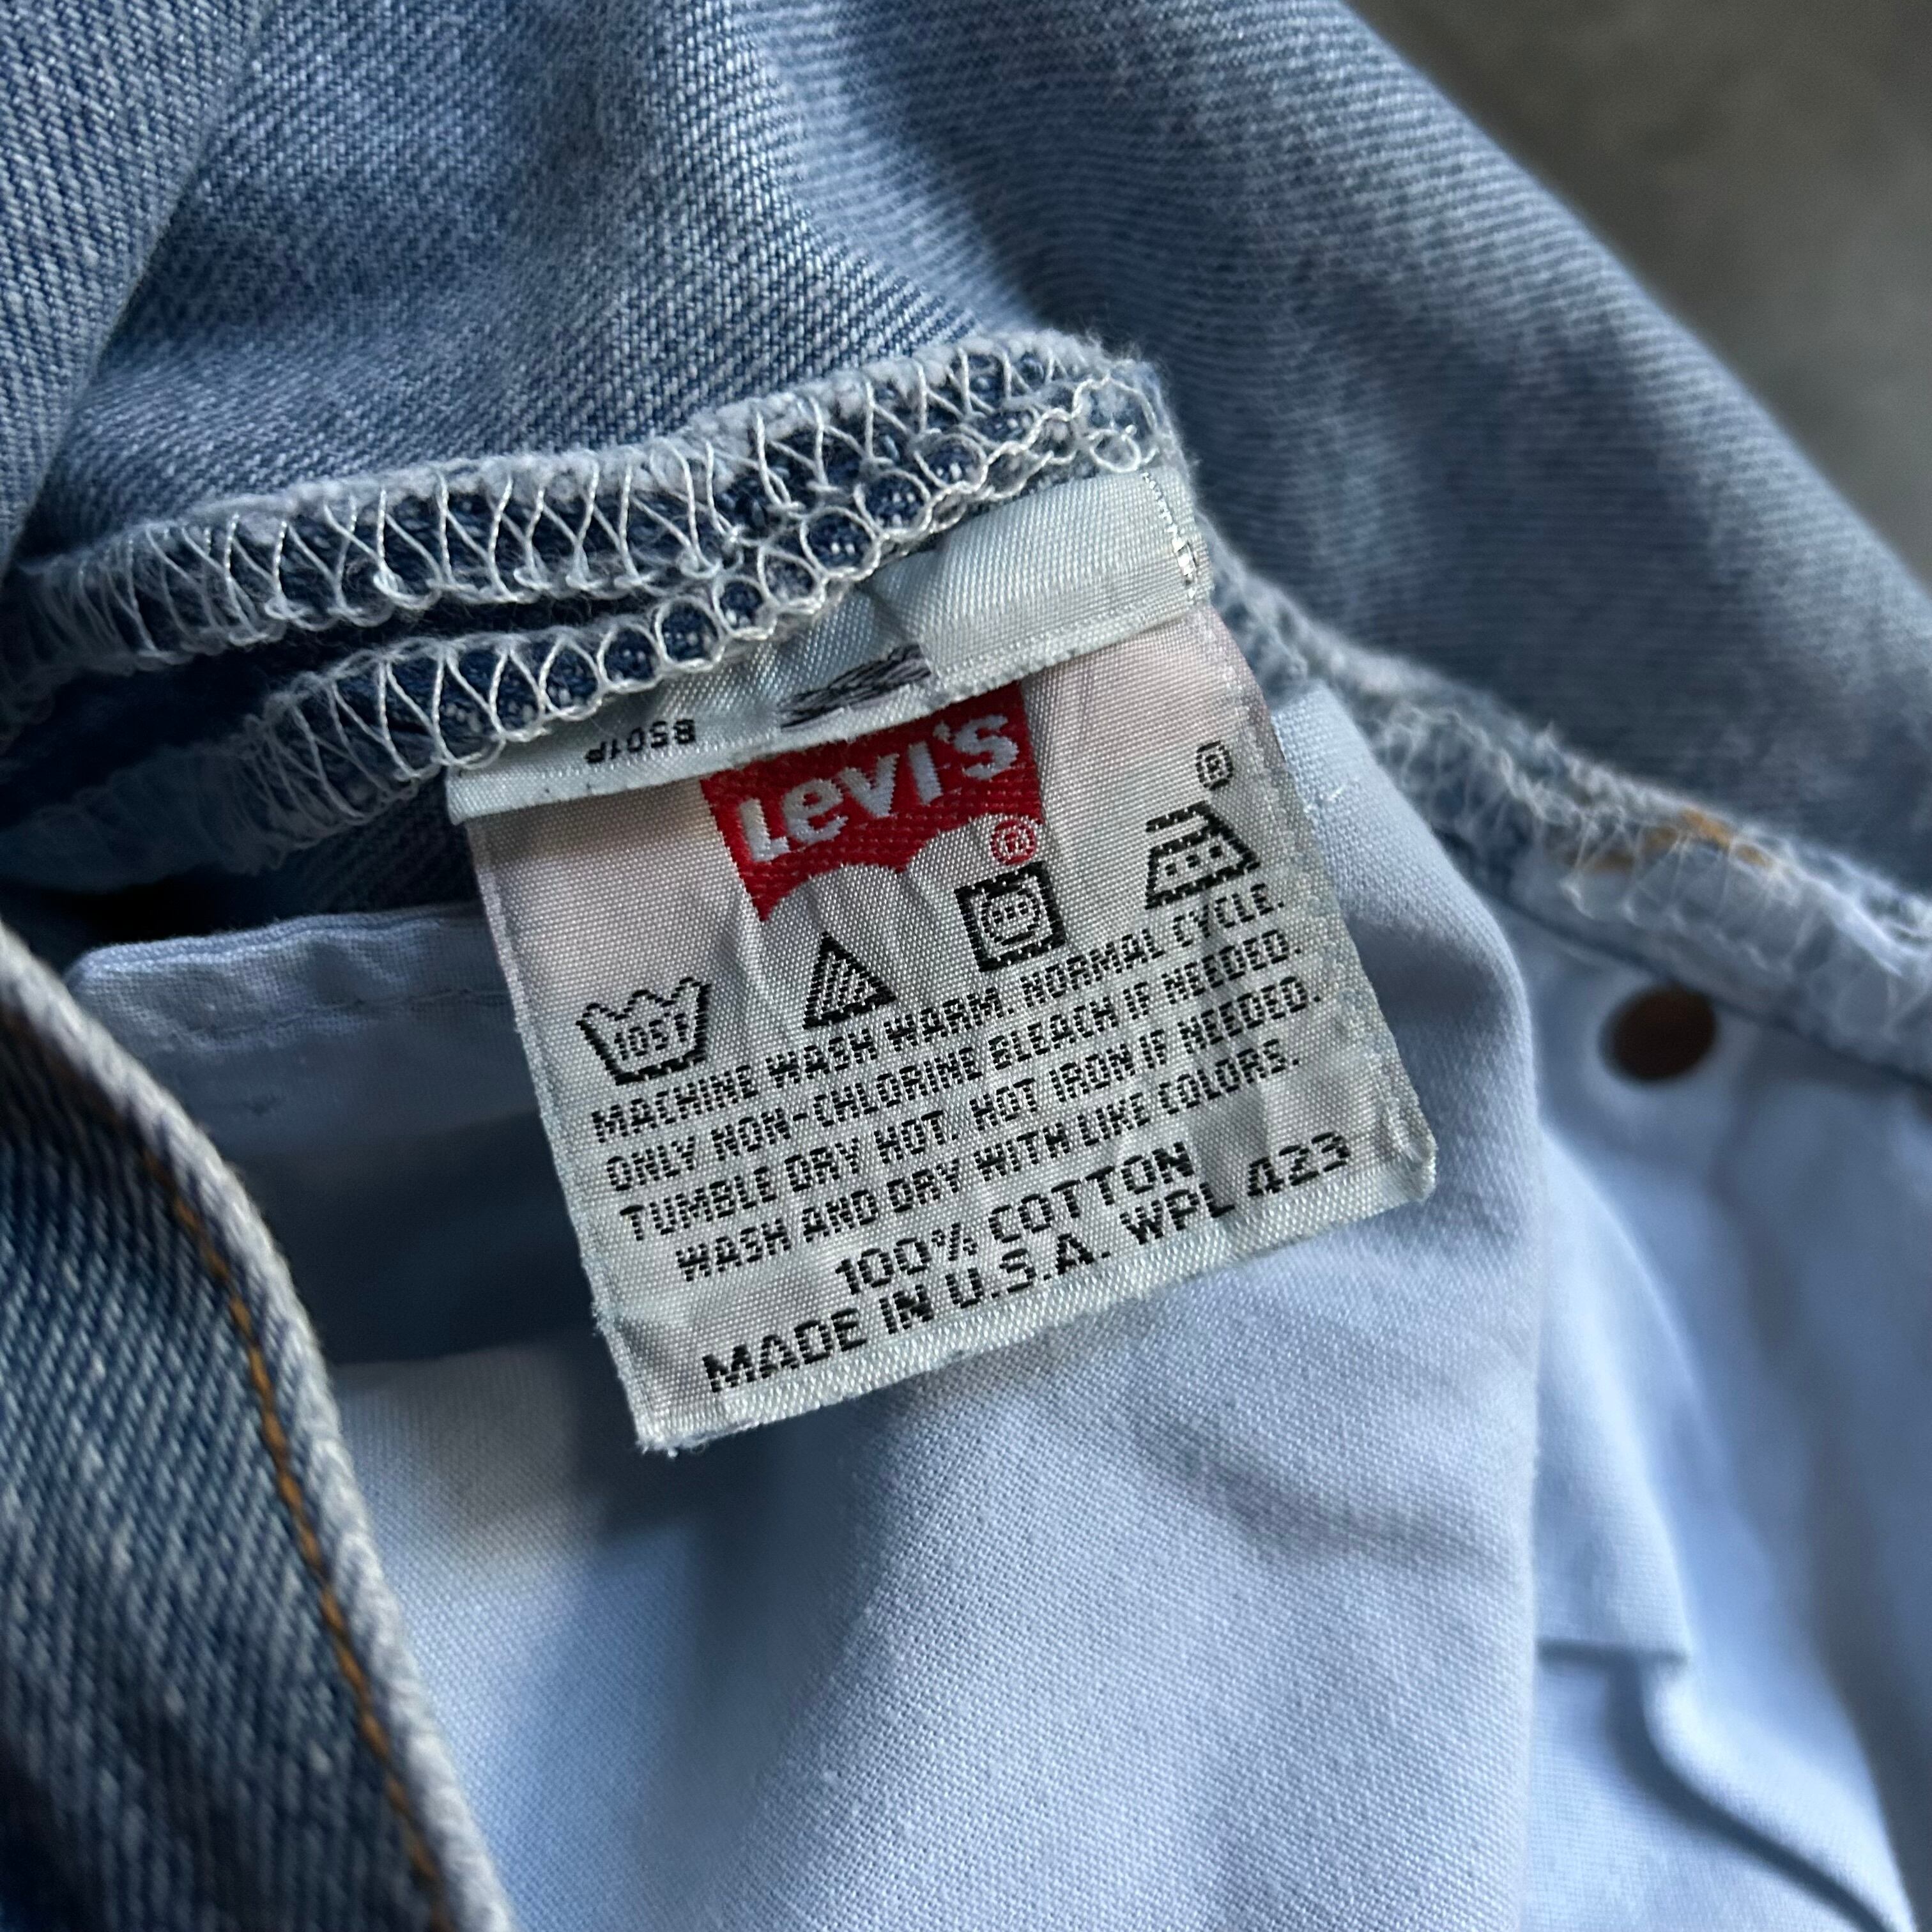 B501P
Levi's
®
®
105F
MACHINE WASH WARM. NORMAL CYCLE.
ONLY NON-CHLORINE BLEACH IF NEEDED.
TUMBLE DRY HOT. HOT IRON IF NEEDED.
WASH AND DRY WITH LIKE COLORS.
100% COTTON
MADE IN U.S.A. WPL 423